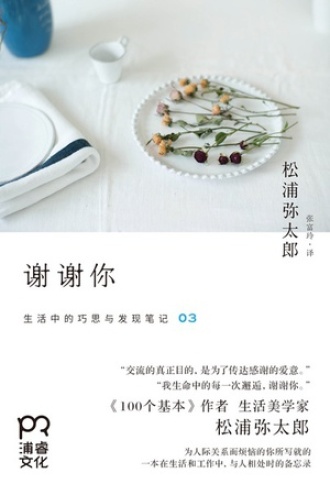 松浦弥太郎
张富玲·译
谢谢你
生活中的巧思与发现笔记 03
“交流的真正目的，是为了传达感谢的爱意。”
“我生命中的每一次邂逅，谢谢你。”
《100个基本》作者 生活美学家
松浦弥太郎
为人际关系而烦恼的你所写就的
一本在生活和工作中，与人相处时的备忘录
浦睿
文化